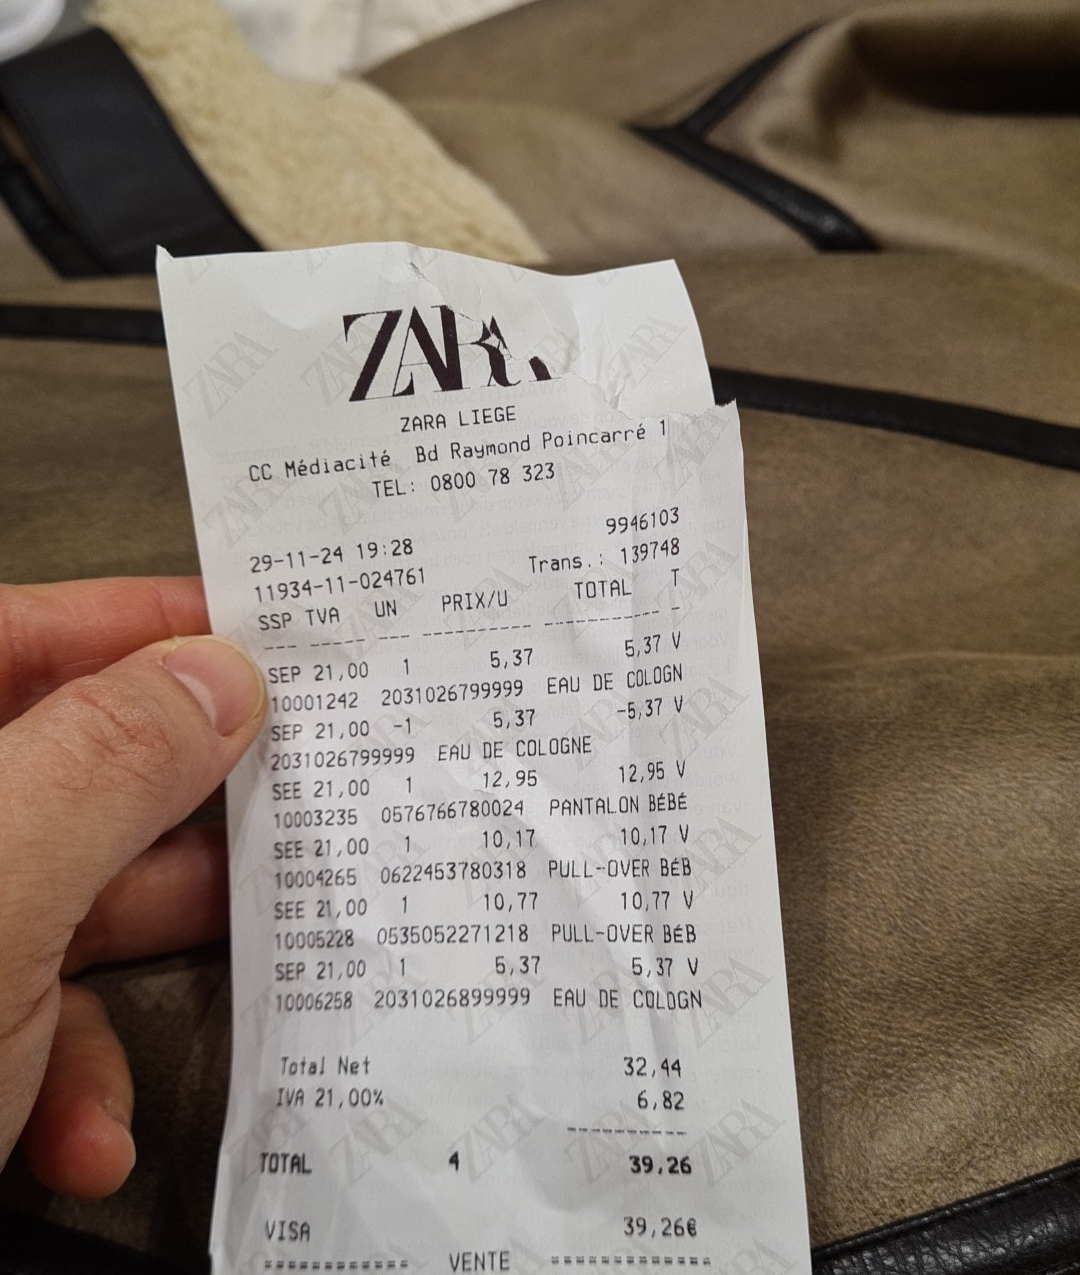 ZARA
ZARA LIEGE
CC Médiacité Bd Raymond Poincarré 1
TEL: 0800 78 323
9946103
29-11-24 19:28
Trans.: 139748
11934-11-024761
SSP TVA UN PRIX/U TOTAL T
--- ----- --- ---------- ------------ -
SEP 21,00 1 5,37 5,37 V
10001242 2031026799999 EAU DE COLOGN
SEP 21,00 -1 5,37 -5,37 V
2031026799999 EAU DE COLOGNE
SEE 21,00 1 12,95 12,95 V
10003235 0576766780024 PANTALON BÉBÉ
SEE 21,00 1 10,17 10,17 V
10004265 0622453780318 PULL-OVER BÉB
SEE 21,00 1 10,77 10,77 V
10005228 0535052271218 PULL-OVER BÉB
SEP 21,00 1 5,37 5,37 V
10006258 2031026899999 EAU DE COLOGN
Total Net 32,44
IVA 21,00% 6,82
---------
TOTAL 4 39,26
VISA 39,26€
============ VENTE =============